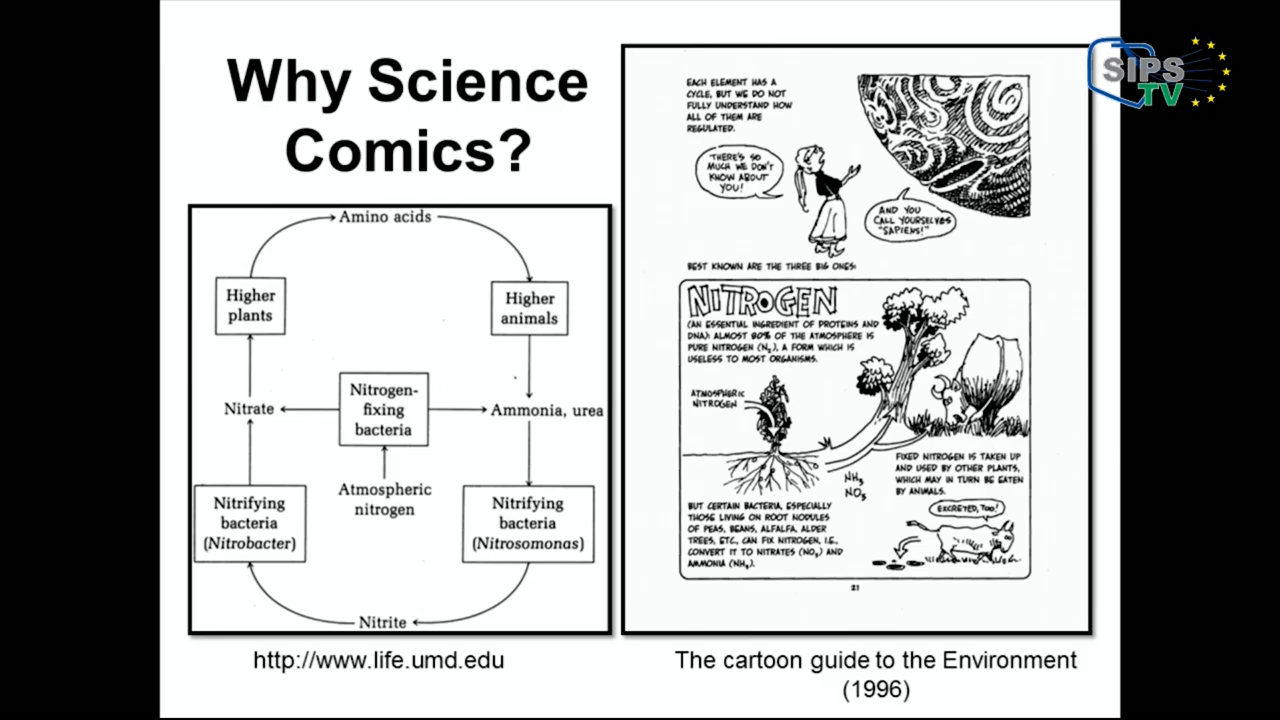 Why Science
Comics?
Amino acids
Higher
plants
Higher
animals
Nitrogen-
fixing
bacteria
Nitrate
Ammonia, urea
Atmospheric
nitrogen
Nitrifying
bacteria
(Nitrobacter)
Nitrifying
bacteria
(Nitrosomonas)
Nitrite
http://www.life.umd.edu
EACH ELEMENT HAS A
CYCLE, BUT WE DO NOT
FULLY UNDERSTAND HOW
ALL OF THEM ARE
REGULATED.
THERE'S SO
MUCH WE DON'T
KNOW ABOUT
YOU!
AND YOU
CALL YOURSELVES
"SAPIENS!"
BEST KNOWN ARE THE THREE BIG ONES:
NITROGEN
(AN ESSENTIAL INGREDIENT OF PROTEINS AND
DNA): ALMOST 80% OF THE ATMOSPHERE IS
PURE NITROGEN (N₂), A FORM WHICH IS
USELESS TO MOST ORGANISMS.
ATMOSPHERIC
NITROGEN
NH₃
NO₃
FIXED NITROGEN IS TAKEN UP
AND USED BY OTHER PLANTS,
WHICH MAY IN TURN BE EATEN
BY ANIMALS.
BUT CERTAIN BACTERIA, ESPECIALLY
THOSE LIVING ON ROOT NODULES
OF PEAS, BEANS, ALFALFA, ALDER
TREES, ETC., CAN FIX NITROGEN, I.E.,
CONVERT IT TO NITRATES (NO₃) AND
AMMONIA (NH₃).
EXCRETED, TOO!
21
The cartoon guide to the Environment
(1996)
SIPS
TV